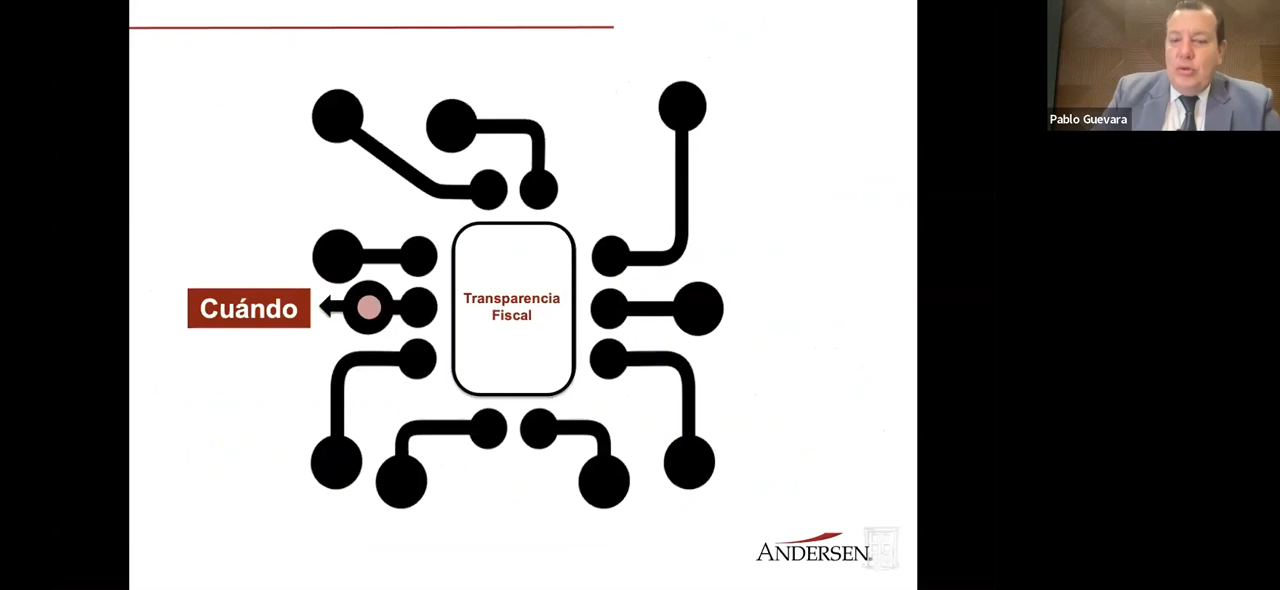 Pablo Guevara
Cuándo
Transparencia
Fiscal
ANDERSEN